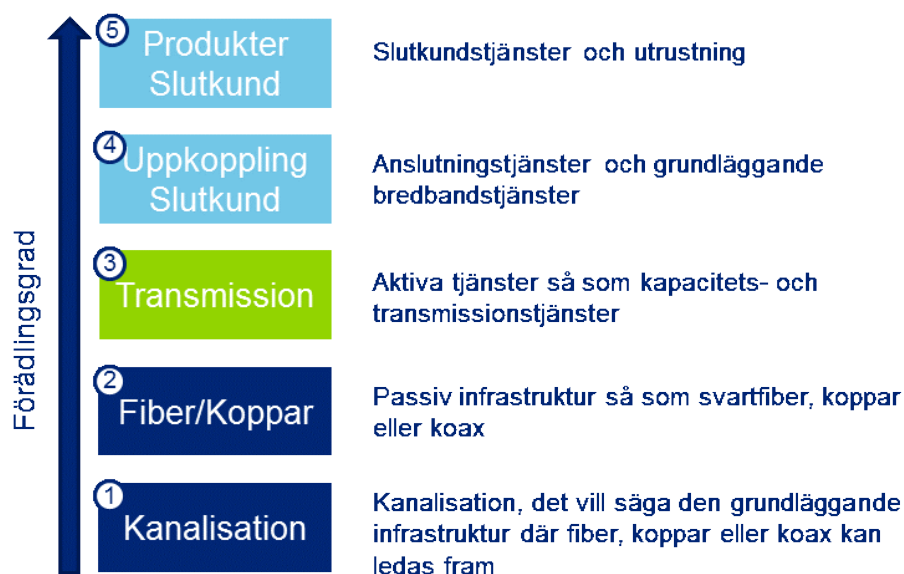 5
Produkter
Slutkund
Slutkundstjänster och utrustning
4
Uppkoppling
Slutkund
Anslutningstjänster och grundläggande
bredbandstjänster
3
Transmission
Aktiva tjänster så som kapacitets- och
transmissionstjänster
2
Fiber/Koppar
Passiv infrastruktur så som svartfiber, koppar
eller koax
1
Kanalisation
Kanalisation, det vill säga den grundläggande
infrastruktur där fiber, koppar eller koax kan
ledas fram
Förädlingsgrad